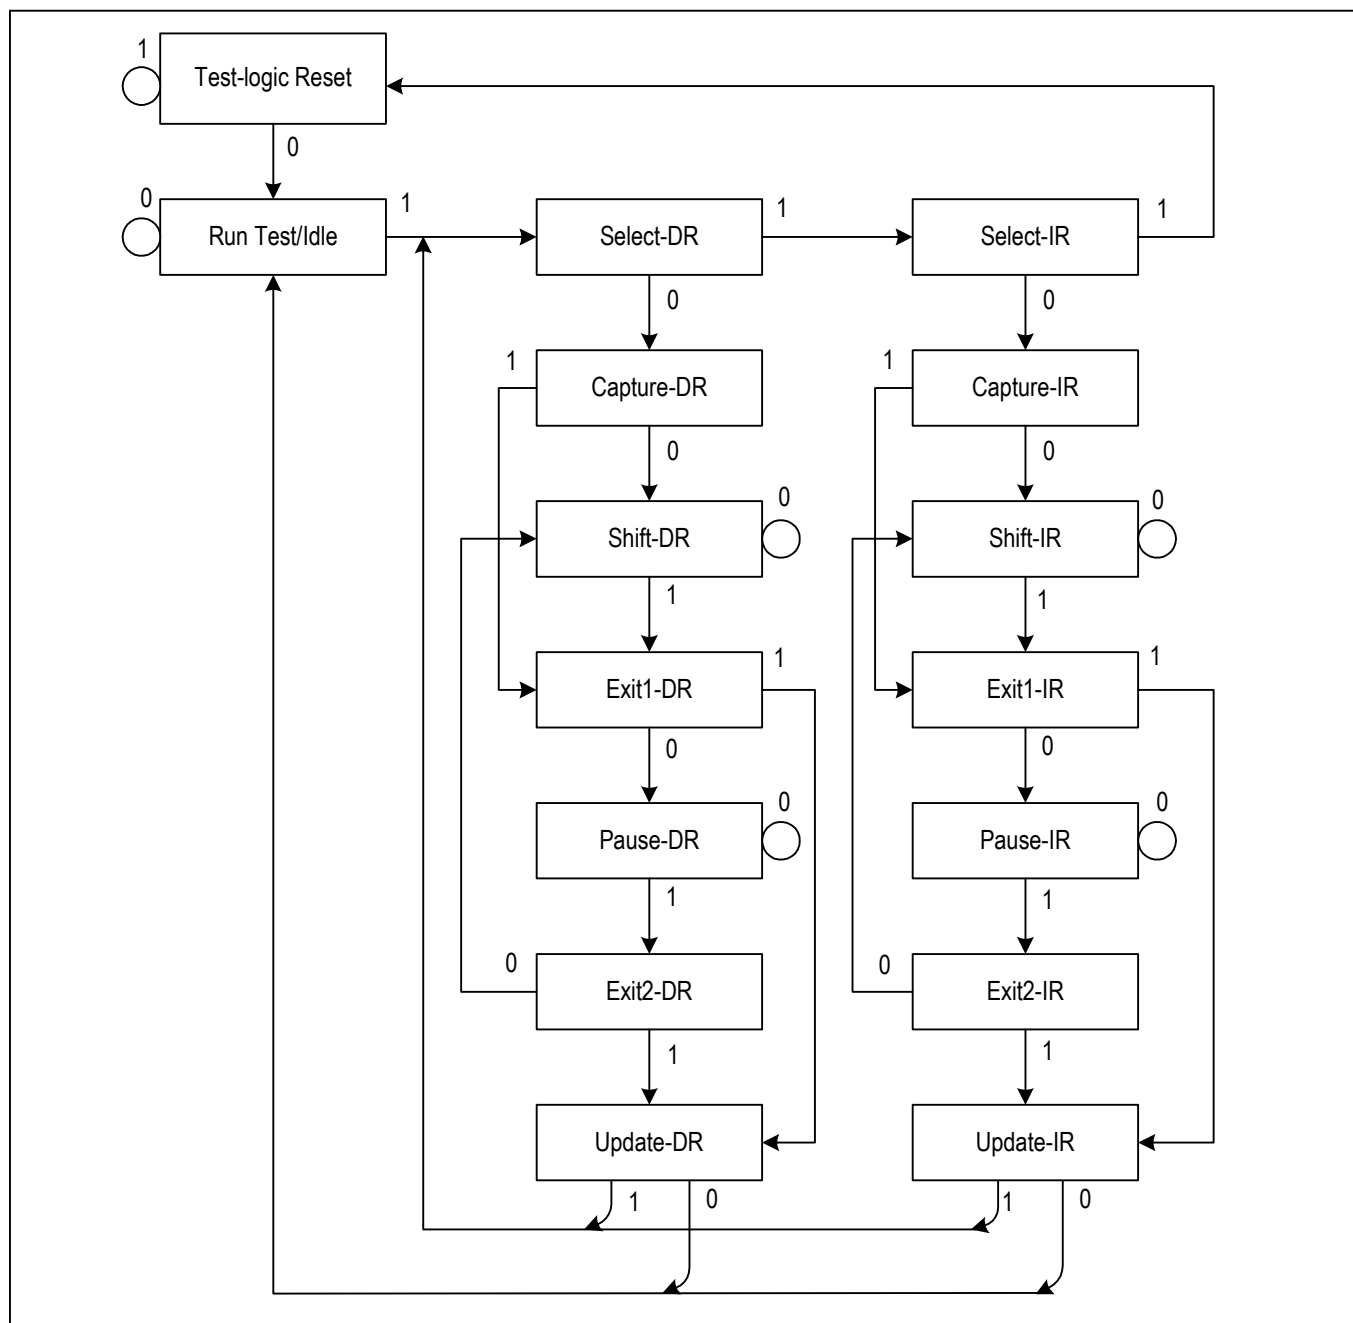 1
Test-logic Reset
0
0
Run Test/Idle
1
Select-DR
1
Select-IR
1
0
0
1
Capture-DR
1
Capture-IR
0
0
Shift-DR
0
Shift-IR
0
1
1
Exit1-DR
1
Exit1-IR
1
0
0
Pause-DR
0
Pause-IR
0
1
1
0
Exit2-DR
0
Exit2-IR
1
1
Update-DR
Update-IR
1
0
1
0